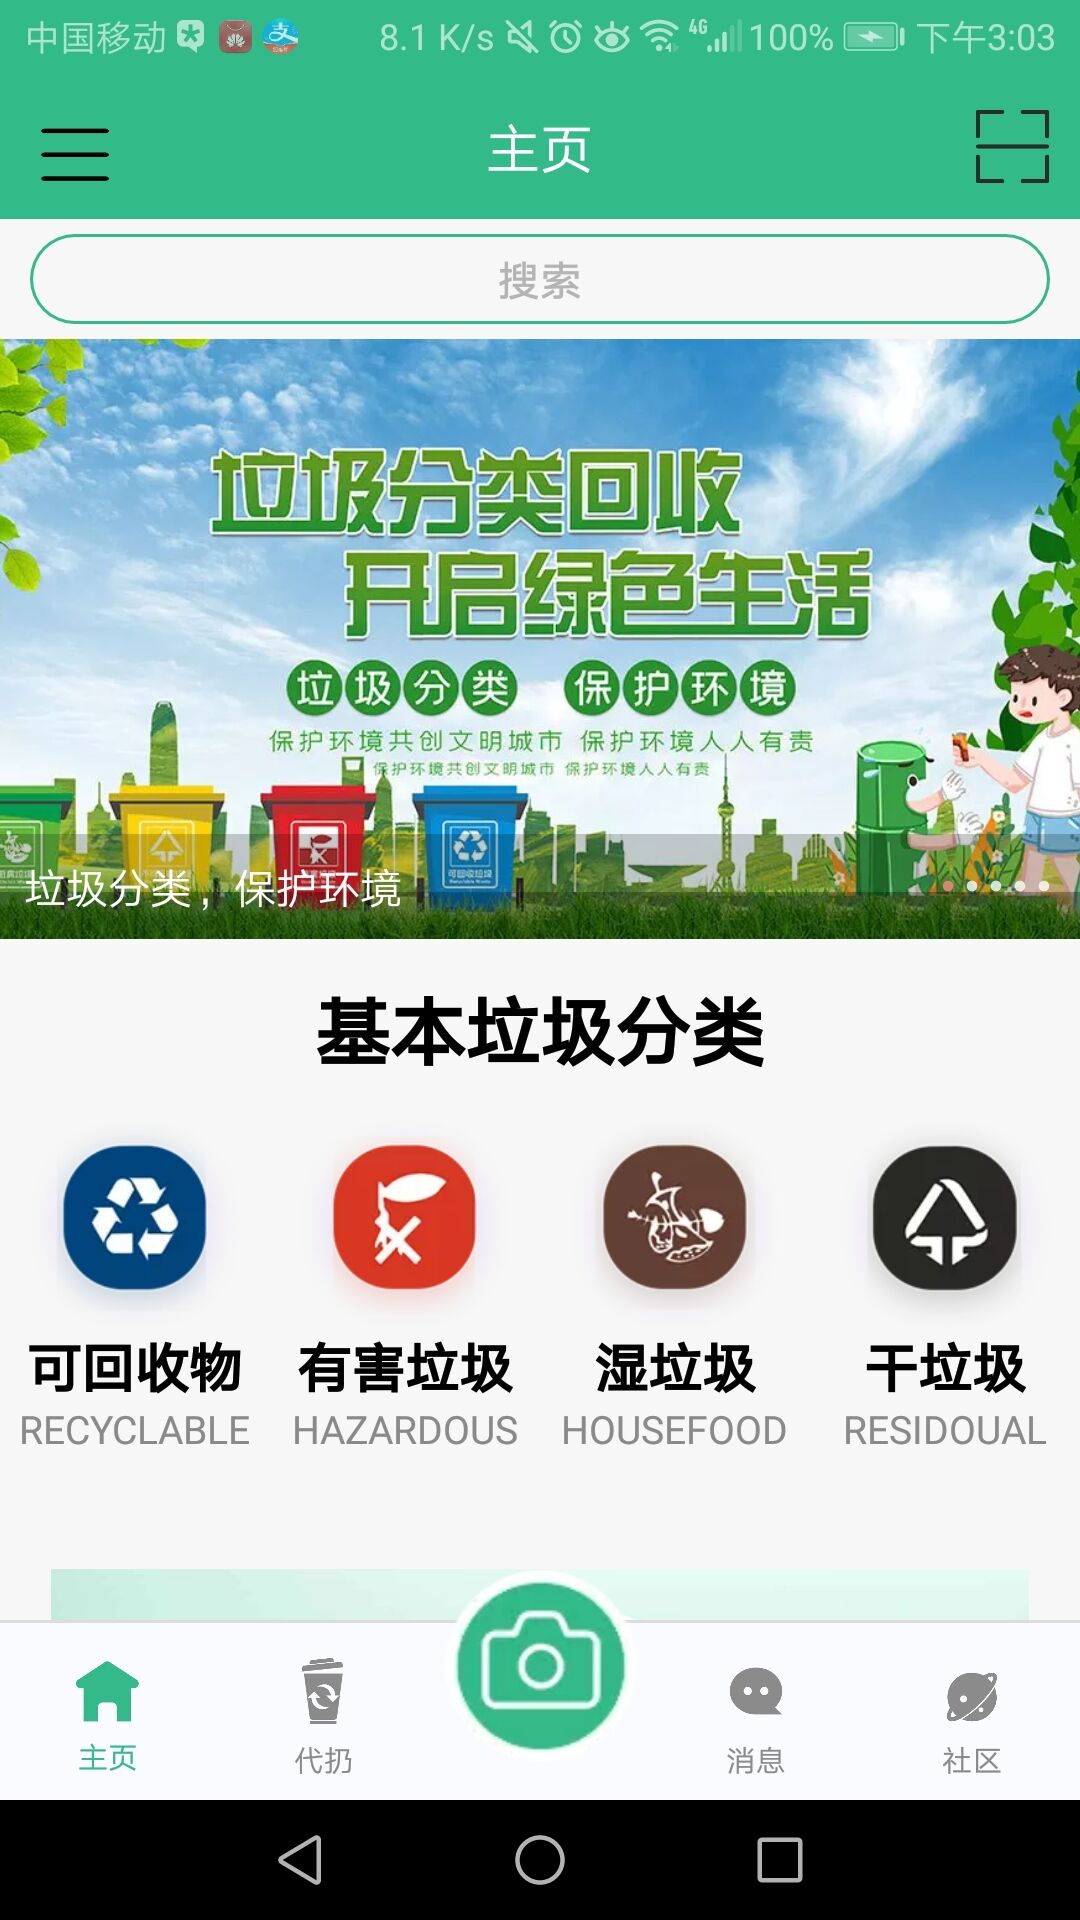 中国移动 8.1 K/s 4G 100% 下午3:03
主页
搜索
垃圾分类回收
开启绿色生活
垃圾分类 保护环境
保护环境共创文明城市 保护环境人人有责
保护环境共创文明城市 保护环境人人有责
可回收垃圾
垃圾分类，保护环境
基本垃圾分类
可回收物 有害垃圾 湿垃圾 干垃圾
RECYCLABLE HAZARDOUS HOUSEFOOD RESIDOUAL
主页 代扔 消息 社区